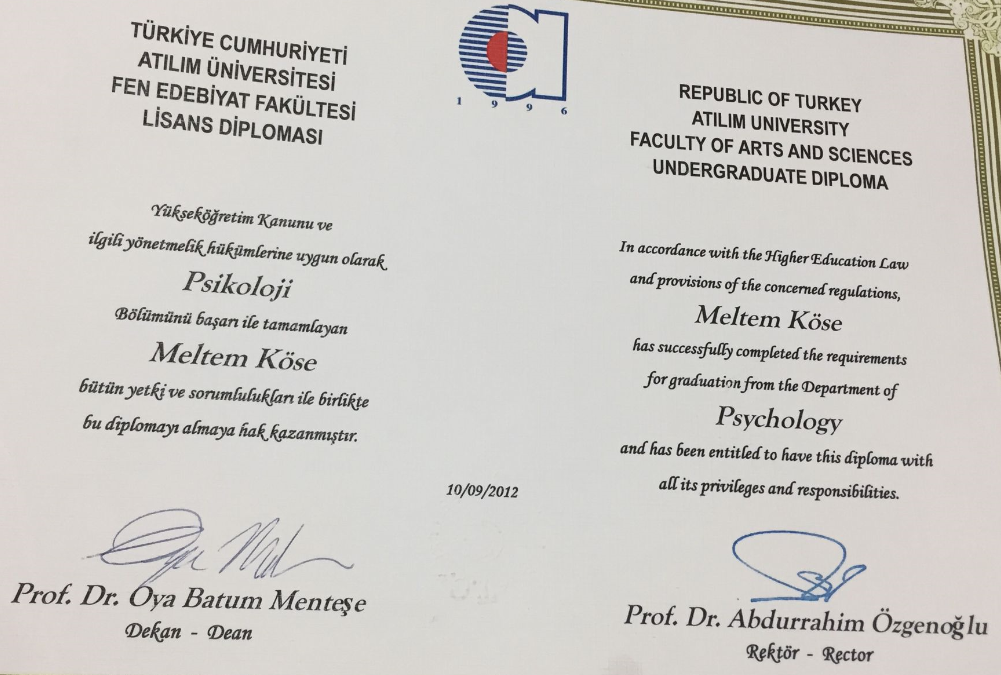 TÜRKİYE CUMHURİYETİ
ATILIM ÜNİVERSİTESİ
FEN EDEBİYAT FAKÜLTESİ
LİSANS DİPLOMASI
Yükseköğretim Kanunu ve
ilgili yönetmelik hükümlerine uygun olarak
Psikoloji
Bölümünü başarı ile tamamlayan
Meltem Köse
bütün yetki ve sorumlulukları ile birlikte
bu diplomayı almaya hak kazanmıştır.
Prof. Dr. Oya Batum Menteşe
Dekan - Dean
1996
10/09/2012
REPUBLIC OF TURKEY
ATILIM UNIVERSITY
FACULTY OF ARTS AND SCIENCES
UNDERGRADUATE DIPLOMA
In accordance with the Higher Education Law
and provisions of the concerned regulations,
Meltem Köse
has successfully completed the requirements
for graduation from the Department of
Psychology
and has been entitled to have this diploma with
all its privileges and responsibilities.
Prof. Dr. Abdurrahim Özgenoğlu
Rektör - Rector